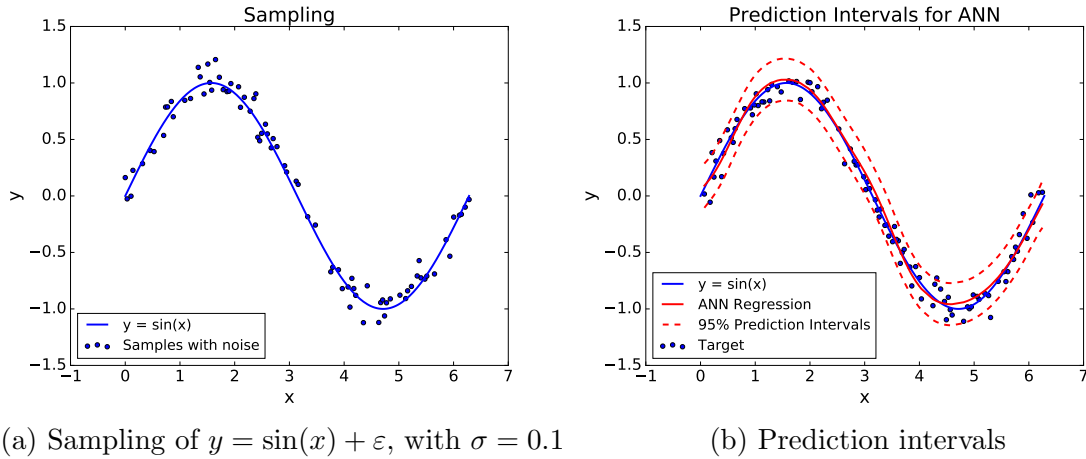 Sampling
1.5
1.0
0.5
0.0
−0.5
−1.0
−1.5
y
−1 0 1 2 3 4 5 6 7
x
y = sin(x)
Samples with noise
Prediction Intervals for ANN
1.5
1.0
0.5
0.0
−0.5
−1.0
−1.5
y
−1 0 1 2 3 4 5 6 7
x
y = sin(x)
ANN Regression
95% Prediction Intervals
Target
(a) Sampling of y = sin(x) + ε, with σ = 0.1
(b) Prediction intervals